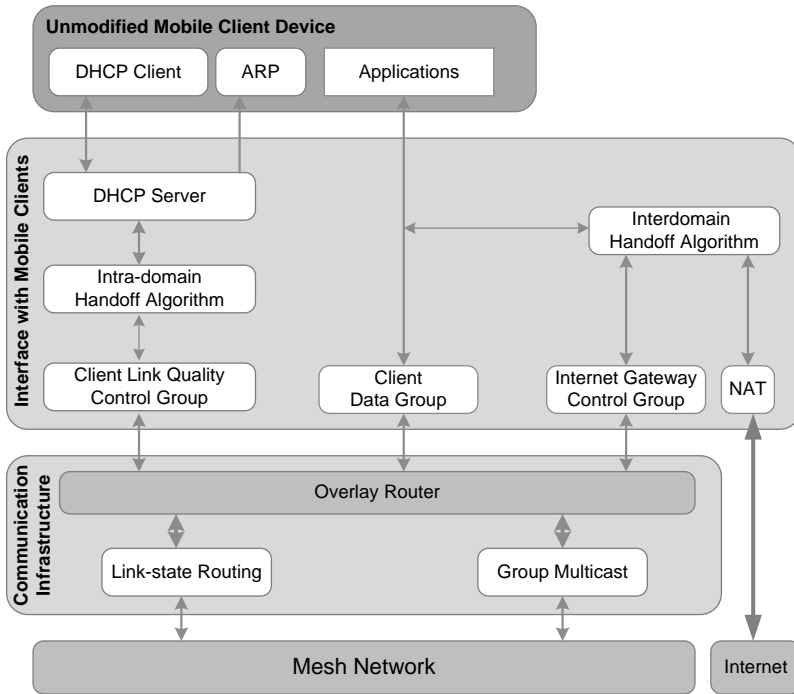 Unmodified Mobile Client Device
DHCP Client
ARP
Applications
Interface with Mobile Clients
DHCP Server
Interdomain
Handoff Algorithm
Intra-domain
Handoff Algorithm
Client Link Quality
Control Group
Client
Data Group
Internet Gateway
Control Group
NAT
Communication
Infrastructure
Overlay Router
Link-state Routing
Group Multicast
Mesh Network
Internet